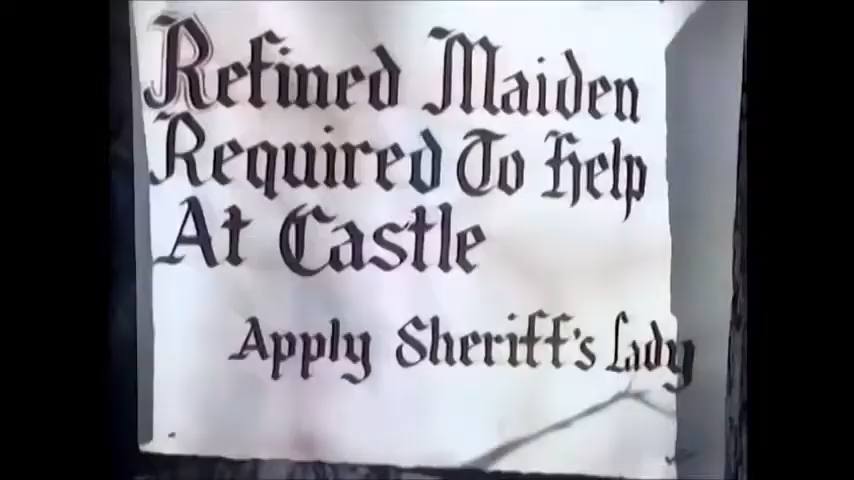 Refined Maiden
Required To Help
At Castle
Apply Sheriff's Lady